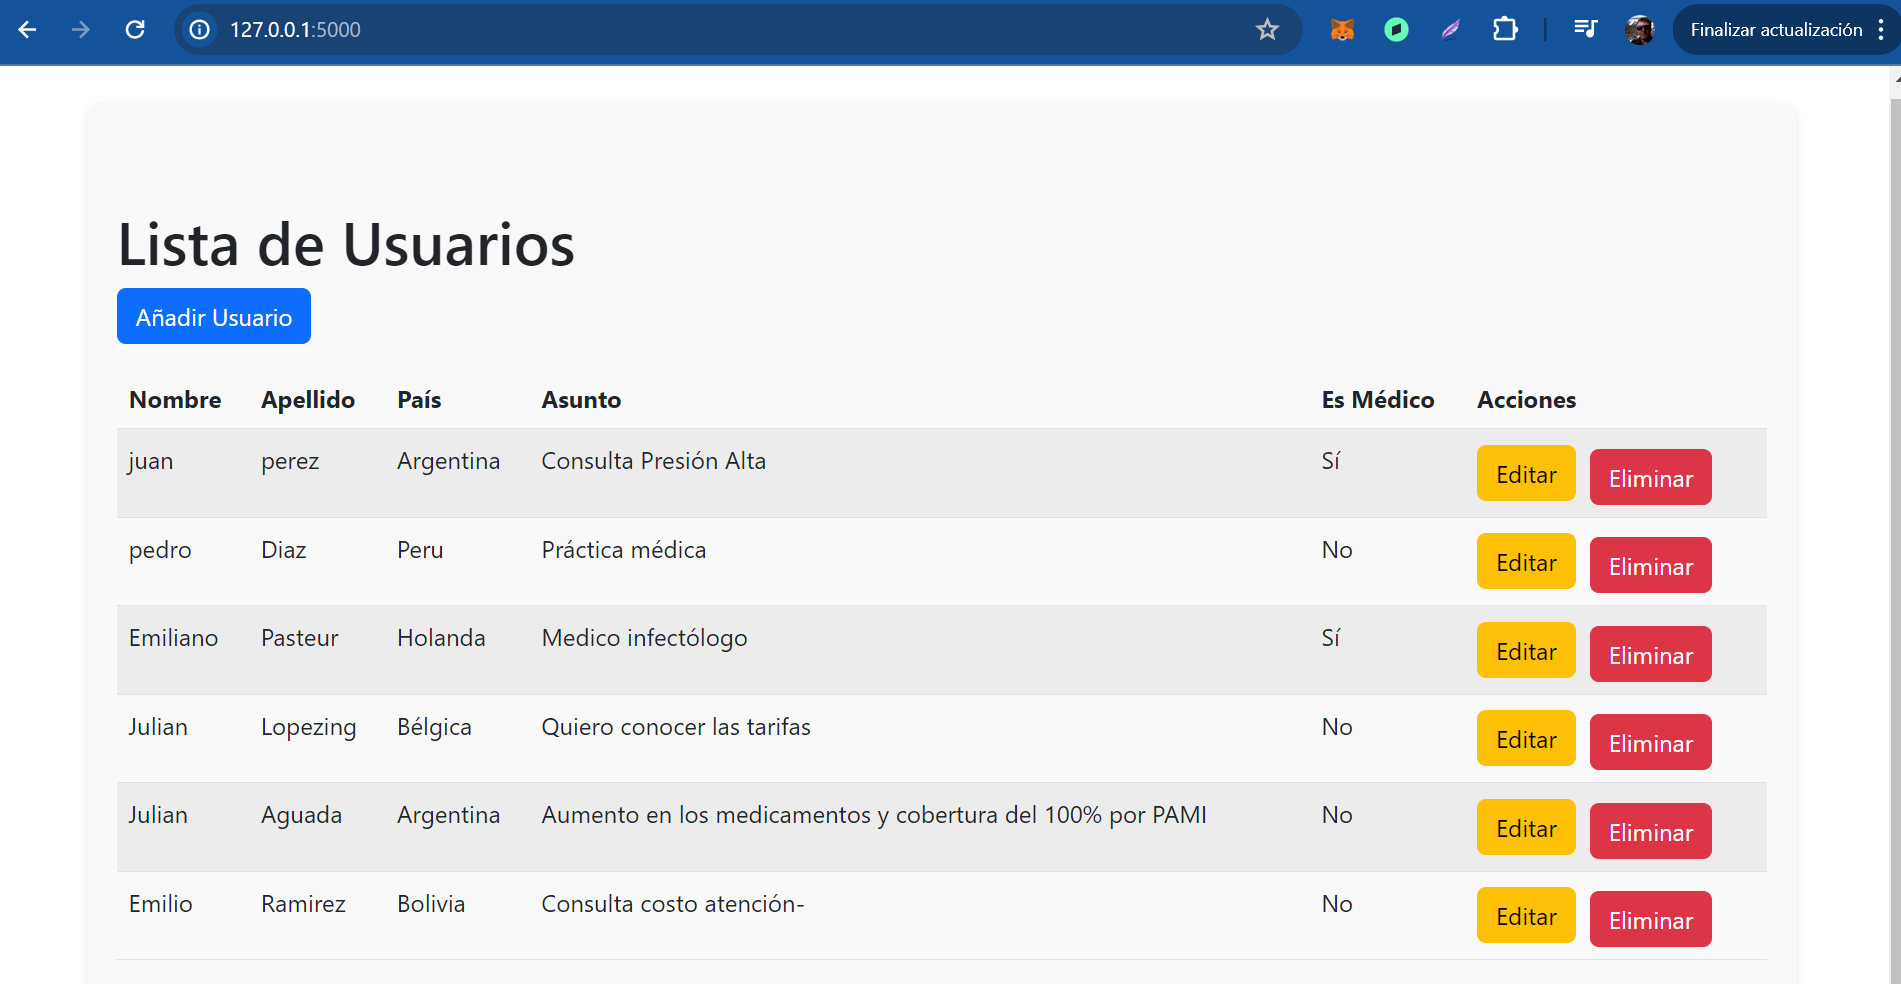 127.0.0.1:5000
Finalizar actualización
Lista de Usuarios
Añadir Usuario
Nombre Apellido País Asunto Es Médico Acciones
juan perez Argentina Consulta Presión Alta Sí Editar Eliminar
pedro Diaz Peru Práctica médica No Editar Eliminar
Emiliano Pasteur Holanda Medico infectólogo Sí Editar Eliminar
Julian Lopezing Bélgica Quiero conocer las tarifas No Editar Eliminar
Julian Aguada Argentina Aumento en los medicamentos y cobertura del 100% por PAMI No Editar Eliminar
Emilio Ramirez Bolivia Consulta costo atención- No Editar Eliminar